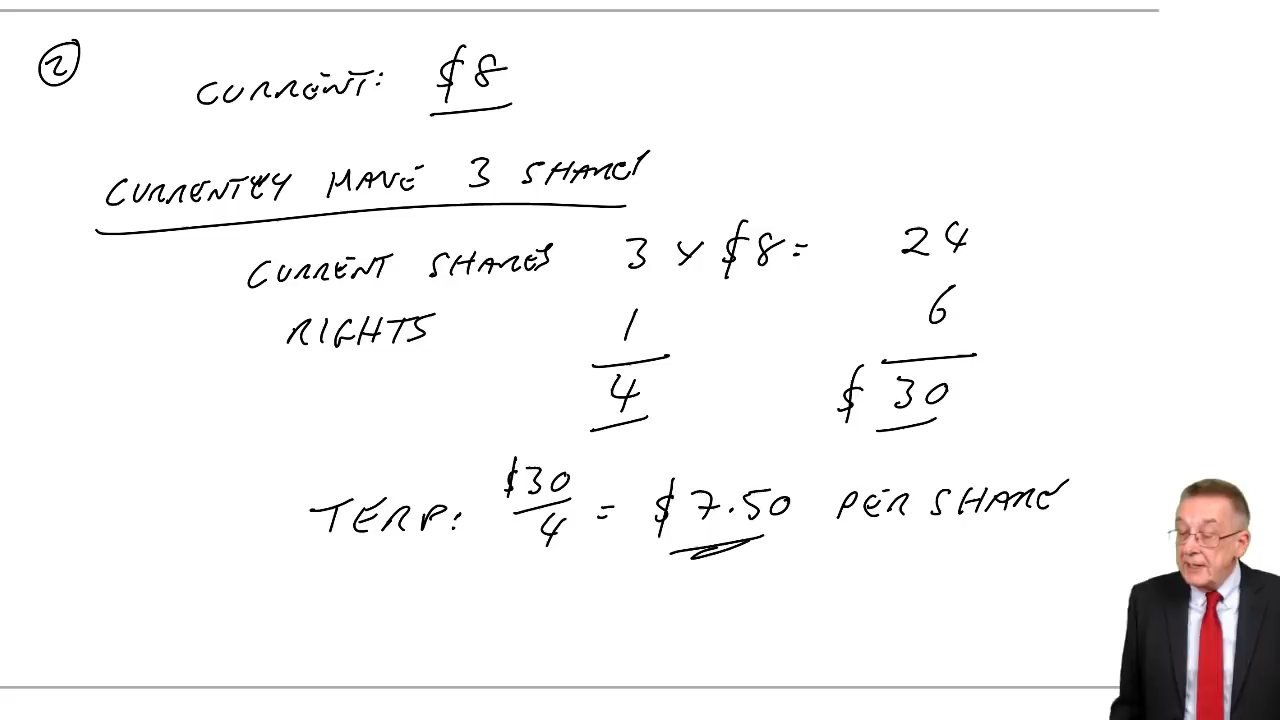 2
CURRENT: $8
CURRENTLY HAVE 3 SHARES
CURRENT SHARES 3 x $8 = 24
RIGHTS 1 6
4 $ 30
TERP: $30/4 = $7.50 PER SHARE